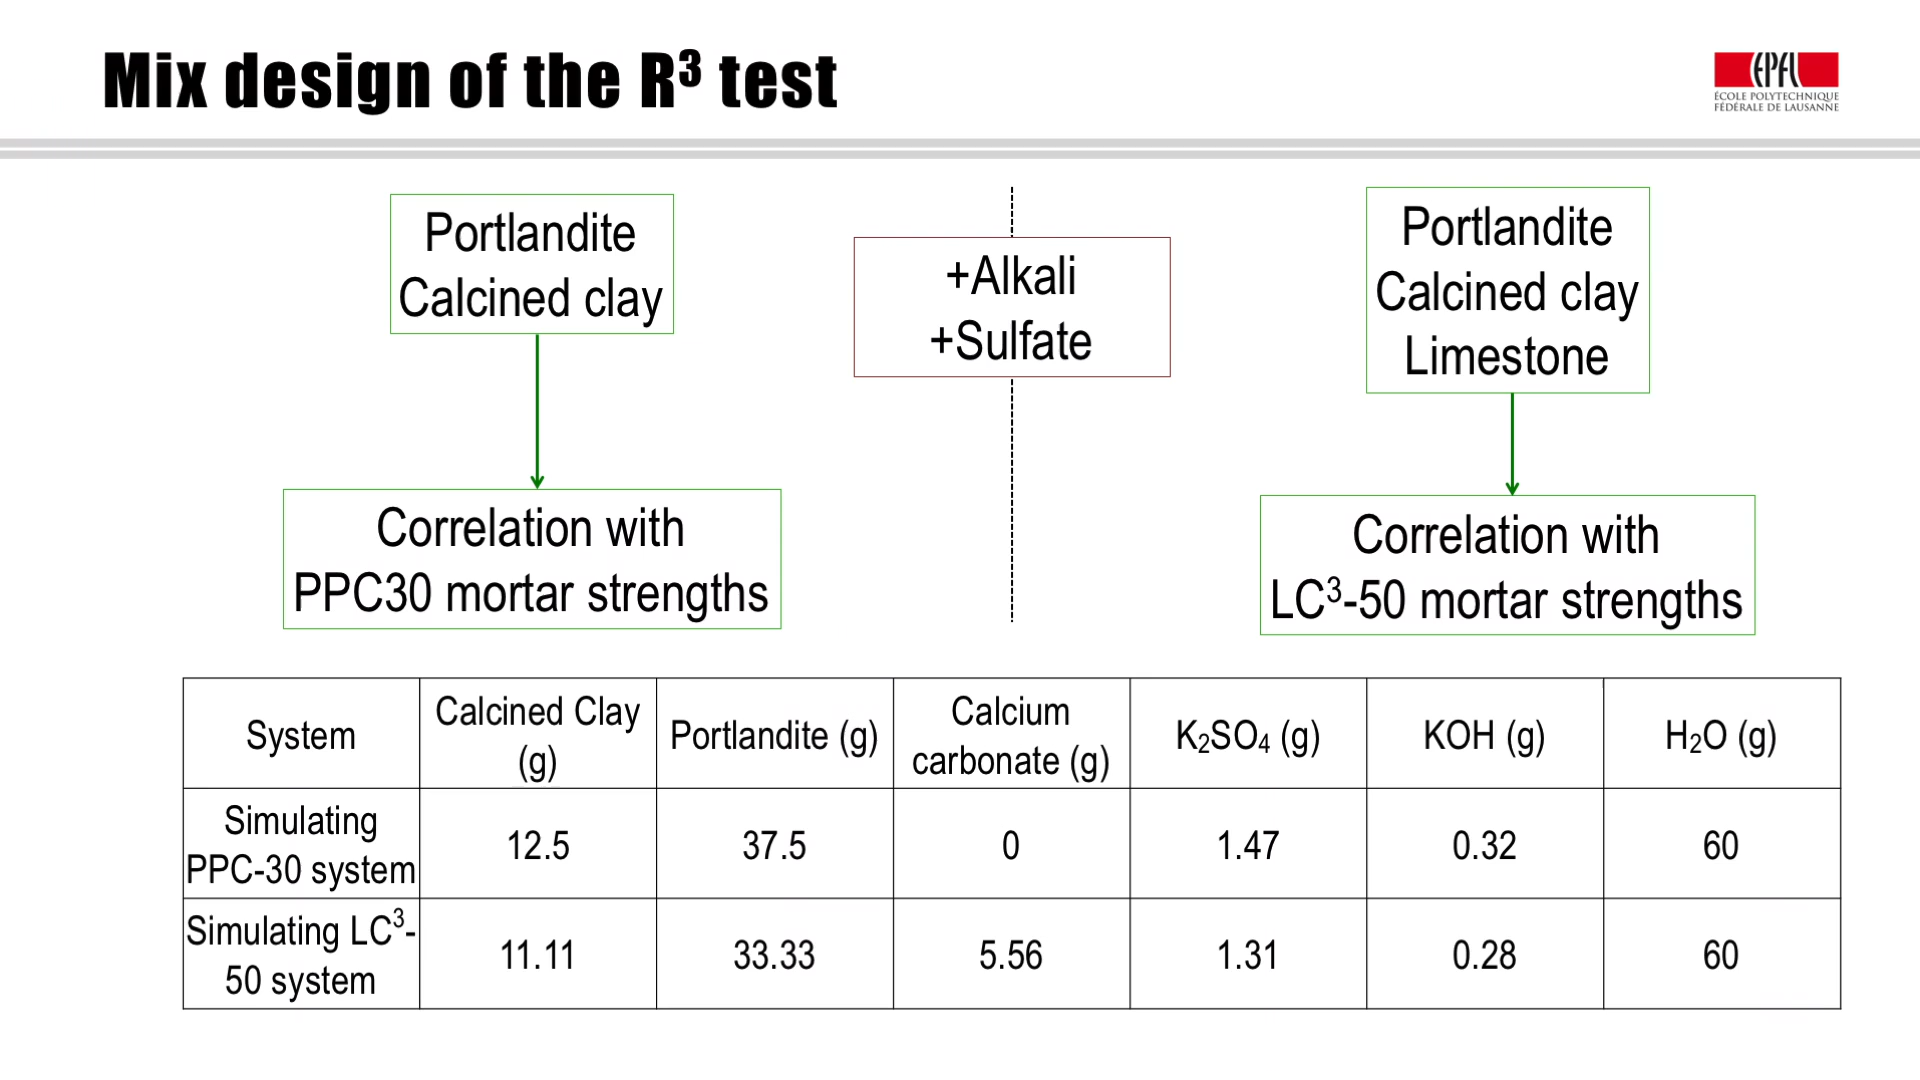 Mix design of the R³ test
EPFL
ÉCOLE POLYTECHNIQUE
FÉDÉRALE DE LAUSANNE
Portlandite
Calcined clay
+Alkali
+Sulfate
Portlandite
Calcined clay
Limestone
Correlation with
PPC30 mortar strengths
Correlation with
LC³-50 mortar strengths
System
Calcined Clay
(g)
Portlandite (g)
Calcium
carbonate (g)
K₂SO₄ (g)
KOH (g)
H₂O (g)
Simulating
PPC-30 system
12.5
37.5
0
1.47
0.32
60
Simulating LC³-
50 system
11.11
33.33
5.56
1.31
0.28
60